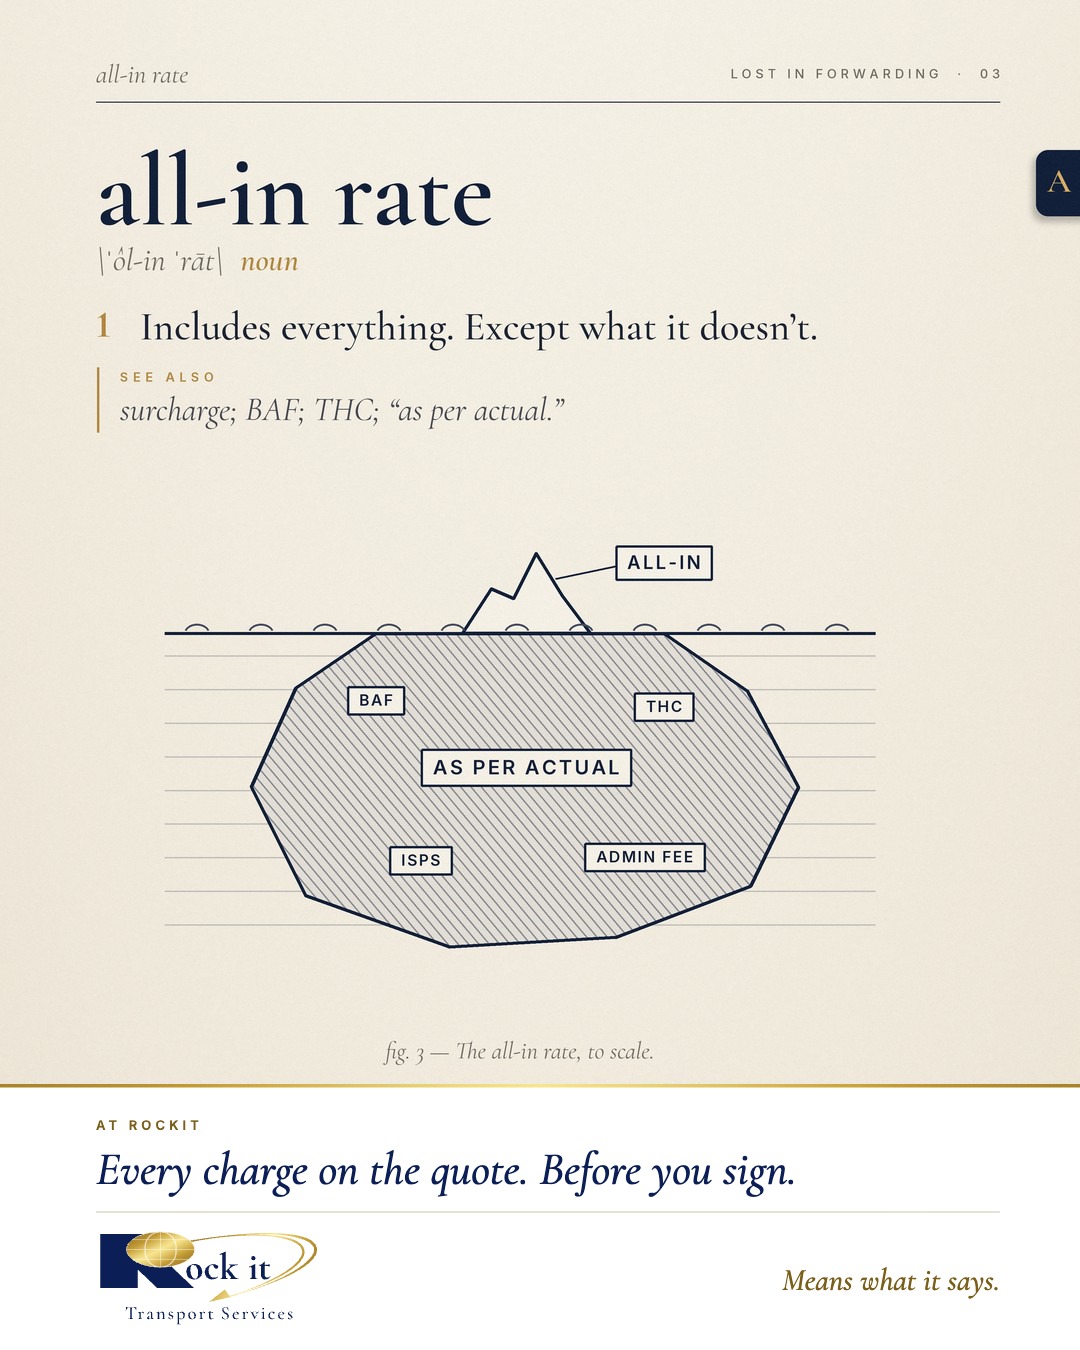 all-in rate
LOST IN FORWARDING · 03
A
all-in rate
\ˈȯl-in ˈrāt\ noun
1 Includes everything. Except what it doesn’t.
SEE ALSO
surcharge; BAF; THC; “as per actual.”
ALL-IN
BAF
THC
AS PER ACTUAL
ISPS
ADMIN FEE
fig. 3 — The all-in rate, to scale.
AT ROCKIT
Every charge on the quote. Before you sign.
Rock it
Transport Services
Means what it says.